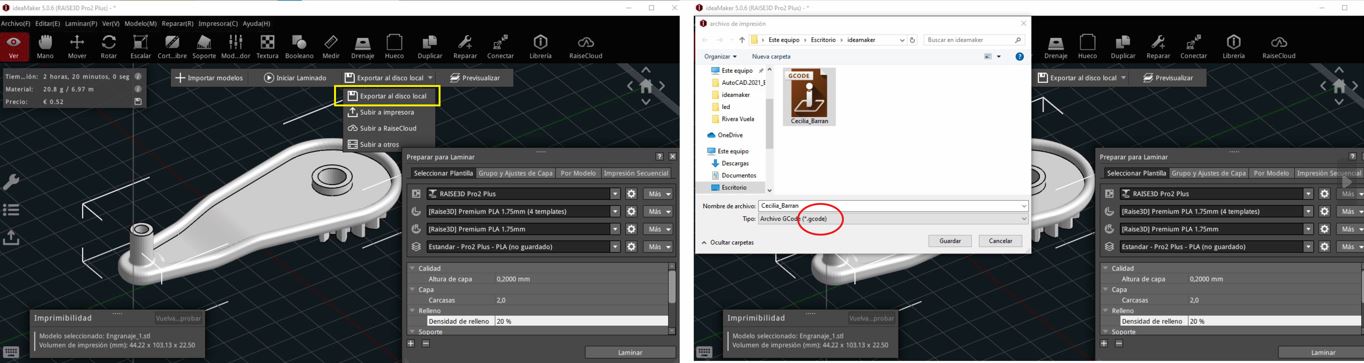 ideaMaker 5.0.6 (RAISE3D Pro2 Plus) - *
Archivo(F) Editar(E) Laminar(P) Ver(V) Modelo(M) Reparar(R) Impresora(C) Ayuda(H)
Ver Mano Mover Rotar Escalar Cort...ibre Soporte Modifi...ador Textura Booleano Medir Drenaje Hueco Duplicar Reparar Conectar Librería RaiseCloud
Tiem...ión: 2 horas, 20 minutos, 0 seg
Material: 20.8 g / 6.97 m
Precio: € 0.52
Importar modelos Iniciar Laminado Exportar al disco local Previsualizar
Exportar al disco local
Subir a impresora
Subir a RaiseCloud
Subir a otros
Preparar para Laminar
Seleccionar Plantilla Grupo y Ajustes de Capa Por Modelo Impresión Secuencial
RAISE3D Pro2 Plus Más
[Raise3D] Premium PLA 1.75mm (4 templates) Más
[Raise3D] Premium PLA 1.75mm Más
Estandar - Pro2 Plus - PLA (no guardado) Más
Calidad
Altura de capa 0,2000 mm
Capa
Carcasas 2,0
Relleno
Densidad de relleno 20 %
Soporte
Laminar
Imprimibilidad Vuelva...probar
Modelo seleccionado: Engranaje_1.stl
Volumen de impresión (mm): 44.22 x 103.13 x 22.50
ideaMaker 5.0.6 (RAISE3D Pro2 Plus) - *
archivo de impresión
Este equipo Escritorio ideamaker Buscar en ideamaker
Organizar Nueva carpeta
Este equipo
AutoCAD.2021_E
ideamaker
led
Rivera Vuela
OneDrive
Este equipo
Descargas
Documentos
Escritorio
GCODE
Cecilia_Barran
Nombre de archivo: Cecilia_Barran
Tipo: Archivo GCode (*.gcode)
Ocultar carpetas Guardar Cancelar
Drenaje Hueco Duplicar Reparar Conectar Librería RaiseCloud
Exportar al disco local Previsualizar
Preparar para Laminar
Seleccionar Plantilla Grupo y Ajustes de Capa Por Modelo Impresión Secuencial
RAISE3D Pro2 Plus Más
[Raise3D] Premium PLA 1.75mm (4 templates) Más
[Raise3D] Premium PLA 1.75mm Más
Estandar - Pro2 Plus - PLA (no guardado) Más
Calidad
Altura de capa 0,2000 mm
Capa
Carcasas 2,0
Relleno
Densidad de relleno 20 %
Soporte
Laminar
Imprimibilidad Vuelva...probar
Modelo seleccionado: Engranaje_1.stl
Volumen de impresión (mm): 44.22 x 103.13 x 22.50